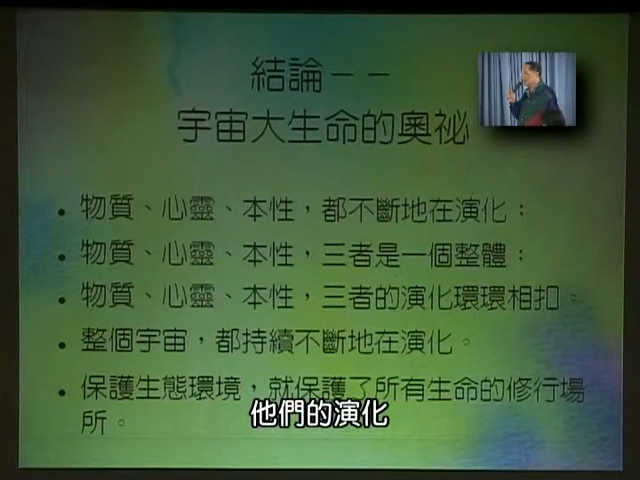 結論－－
宇宙大生命的奧祕
• 物質、心靈、本性，都不斷地在演化；
• 物質、心靈、本性，三者是一個整體；
• 物質、心靈、本性，三者的演化環環相扣。
• 整個宇宙，都持續不斷地在演化。
• 保護生態環境，就保護了所有生命的修行場
所。
他們的演化